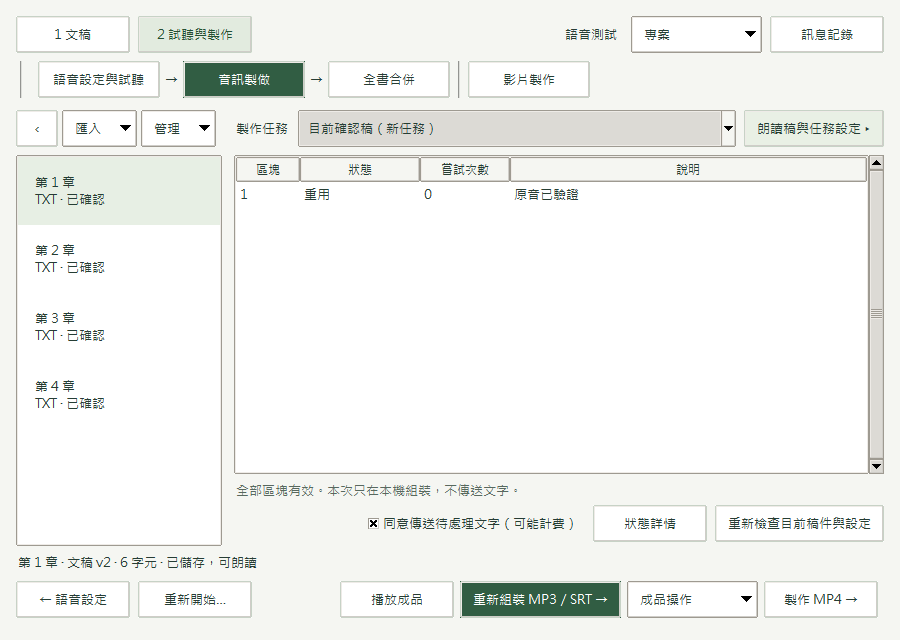 1 文稿
2 試聽與製作
語音測試
專案
訊息記錄
語音設定與試聽
→
音訊製做
→
全書合併
影片製作
‹
匯入
管理
製作任務
目前確認稿（新任務）
朗讀稿與任務設定 ▸
第 1 章
TXT · 已確認
第 2 章
TXT · 已確認
第 3 章
TXT · 已確認
第 4 章
TXT · 已確認
區塊 狀態 嘗試次數 說明
1 重用 0 原音已驗證
全部區塊有效。本次只在本機組裝，不傳送文字。
同意傳送待處理文字（可能計費）
狀態詳情
重新檢查目前稿件與設定
第 1 章 · 文稿 v2 · 6 字元 · 已儲存，可朗讀
← 語音設定
重新開始...
播放成品
重新組裝 MP3 / SRT →
成品操作
製作 MP4 →